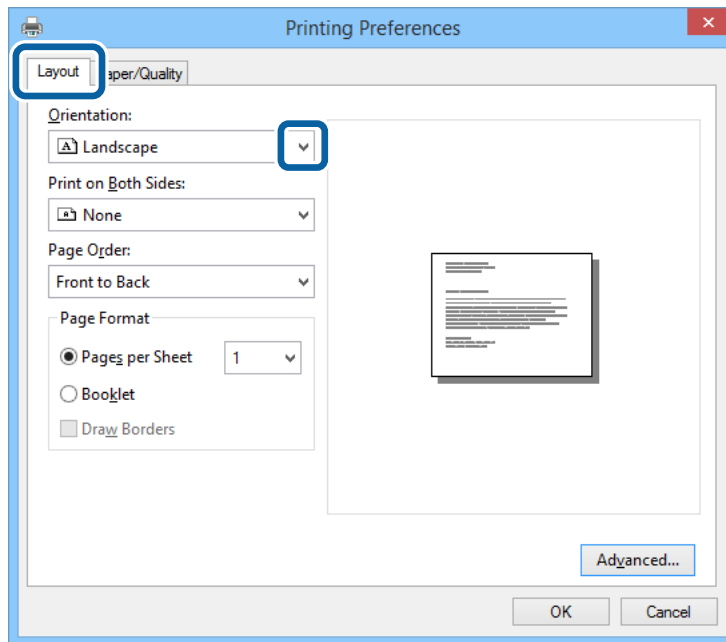 Printing Preferences
Layout
aper/Quality
Orientation:
A Landscape
Print on Both Sides:
None
Page Order:
Front to Back
Page Format
Pages per Sheet 1
Booklet
Draw Borders
Advanced...
OK Cancel